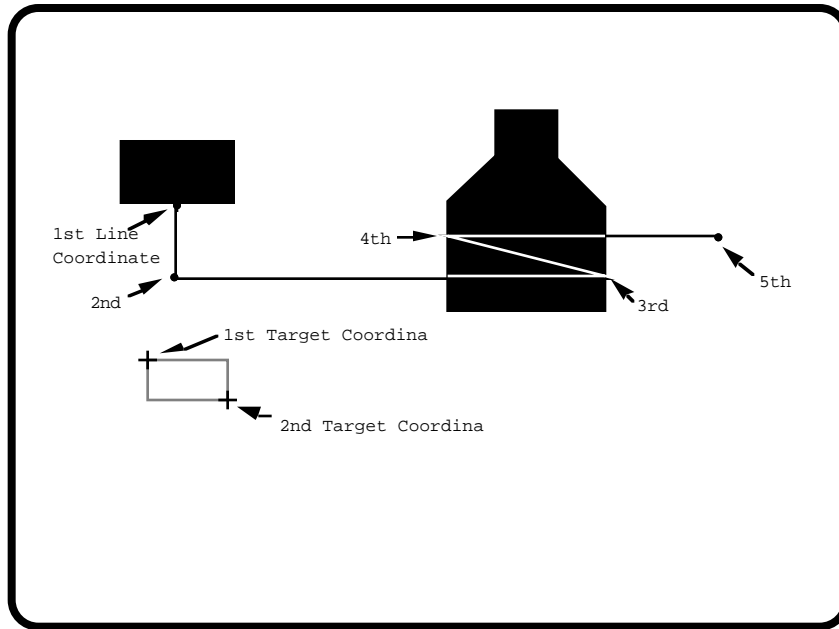 1st Line
Coordinate
4th
5th
2nd
3rd
1st Target Coordina
2nd Target Coordina